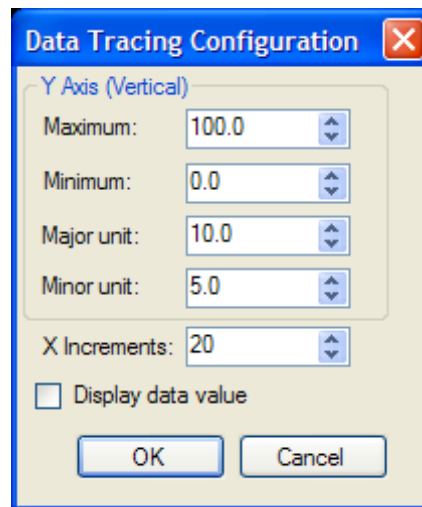 Data Tracing Configuration
Y Axis (Vertical)
Maximum: 100.0
Minimum: 0.0
Major unit: 10.0
Minor unit: 5.0
X Increments: 20
Display data value
OK Cancel